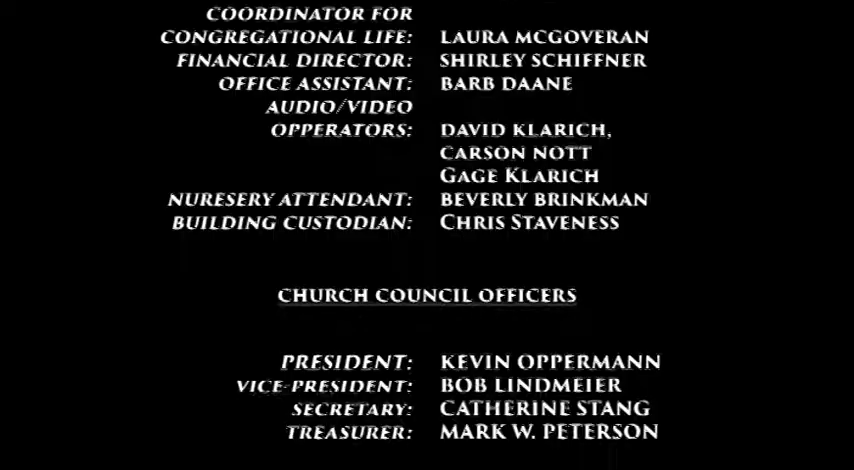 COORDINATOR FOR
CONGREGATIONAL LIFE: LAURA MCGOVERAN
FINANCIAL DIRECTOR: SHIRLEY SCHIFFNER
OFFICE ASSISTANT: BARB DAANE
AUDIO/VIDEO
OPPERATORS: DAVID KLARICH,
CARSON NOTT
GAGE KLARICH
NURESERY ATTENDANT: BEVERLY BRINKMAN
BUILDING CUSTODIAN: CHRIS STAVENESS
CHURCH COUNCIL OFFICERS
PRESIDENT: KEVIN OPPERMANN
VICE-PRESIDENT: BOB LINDMEIER
SECRETARY: CATHERINE STANG
TREASURER: MARK W. PETERSON